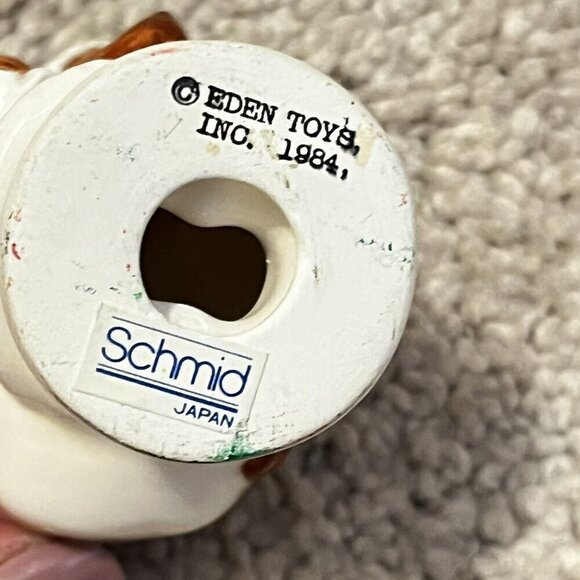 © EDEN TOYS,
INC. 1984,
Schmid
JAPAN